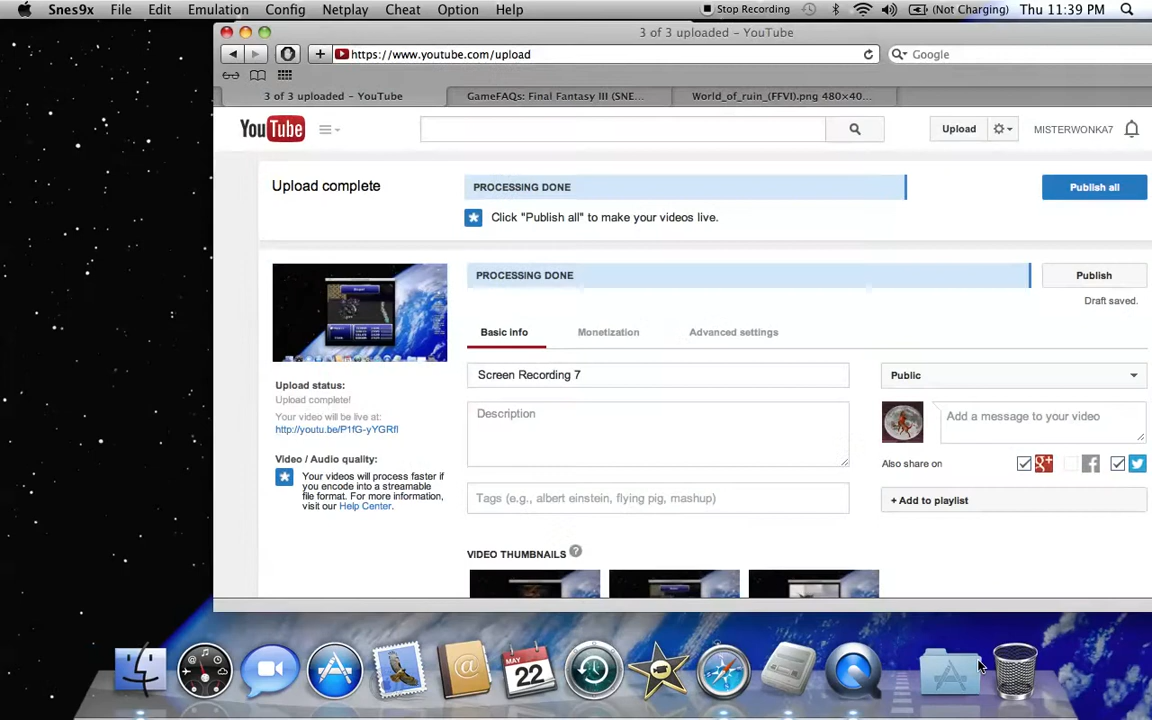 Snes9x File Edit Emulation Config Netplay Cheat Option Help Stop Recording (Not Charging) Thu 11:39 PM
3 of 3 uploaded – YouTube
https://www.youtube.com/upload
Google
3 of 3 uploaded – YouTube
GameFAQs: Final Fantasy III (SNE...
World_of_ruin_(FFVI).png 480×40...
YouTube
Upload
MISTERWONKA7
Upload complete
PROCESSING DONE
Publish all
Click "Publish all" to make your videos live.
PROCESSING DONE
Publish
Draft saved.
Basic info
Monetization
Advanced settings
Screen Recording 7
Public
Description
Add a message to your video
Upload status:
Upload complete!
Your video will be live at:
http://youtu.be/P1fG-yYGRfI
Also share on
Video / Audio quality:
Your videos will process faster if
you encode into a streamable
file format. For more information,
visit our Help Center.
Tags (e.g., albert einstein, flying pig, mashup)
+ Add to playlist
VIDEO THUMBNAILS ?
MAY
22